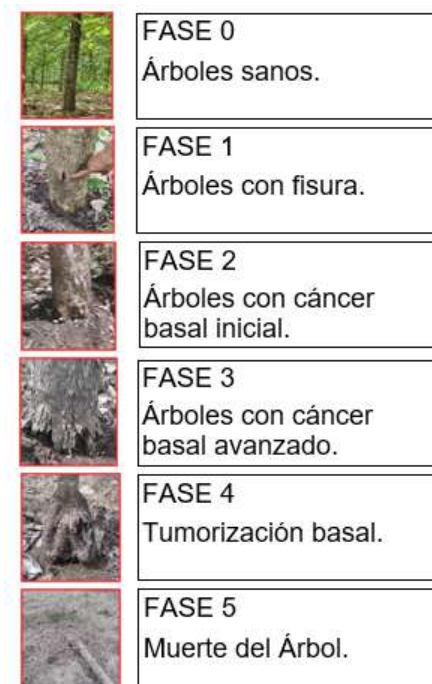 FASE 0
Árboles sanos.
FASE 1
Árboles con fisura.
FASE 2
Árboles con cáncer
basal inicial.
FASE 3
Árboles con cáncer
basal avanzado.
FASE 4
Tumorización basal.
FASE 5
Muerte del Árbol.